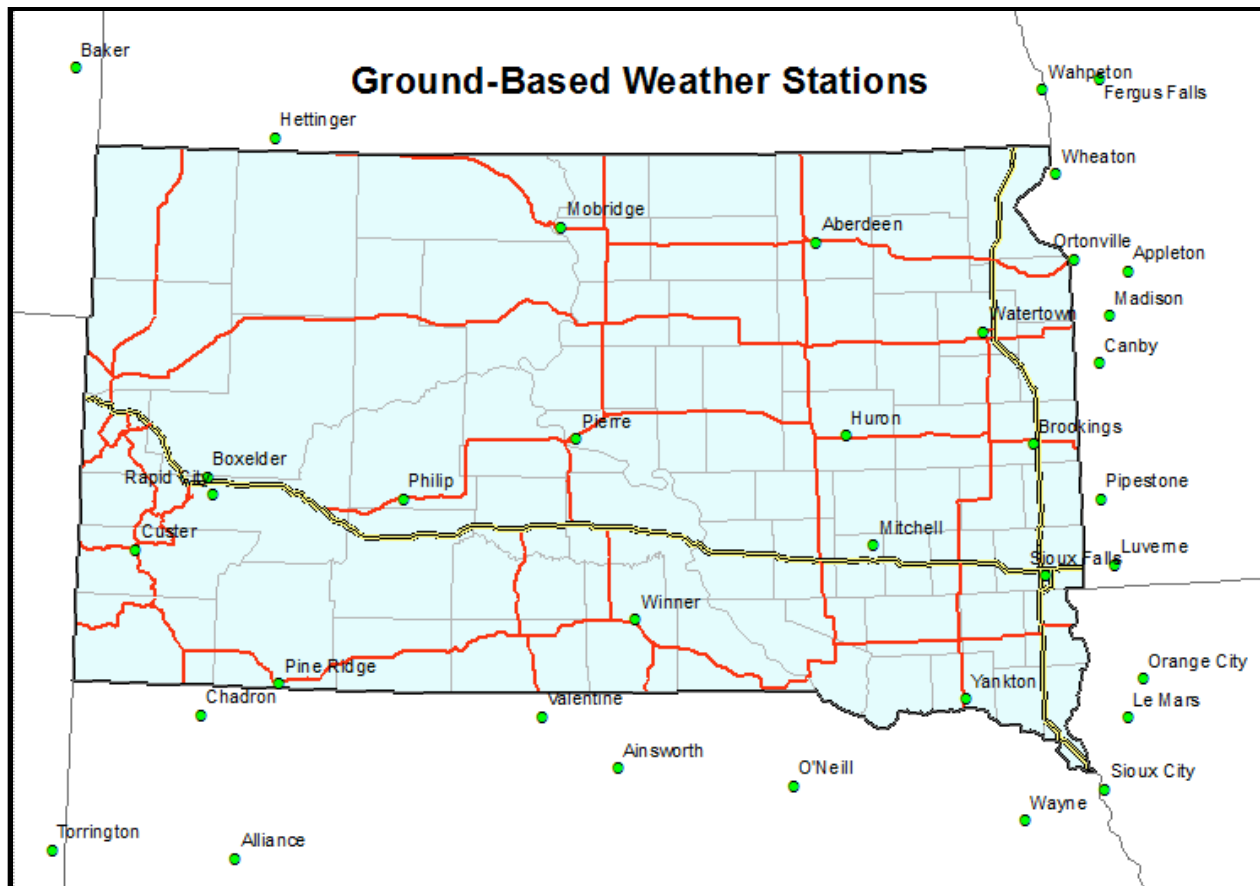 Baker
Ground-Based Weather Stations
Wahpeton
Fergus Falls
Hettinger
Wheaton
Mobridge
Aberdeen
Ortonville
Appleton
Madison
Watertown
Canby
Pierre
Huron
Brookings
Boxelder
Rapid City
Philip
Pipestone
Custer
Mitchell
Sioux Falls
Luverne
Winner
Pine Ridge
Orange City
Chadron
Valentine
Yankton
Le Mars
Ainsworth
O'Neill
Sioux City
Wayne
Torrington
Alliance